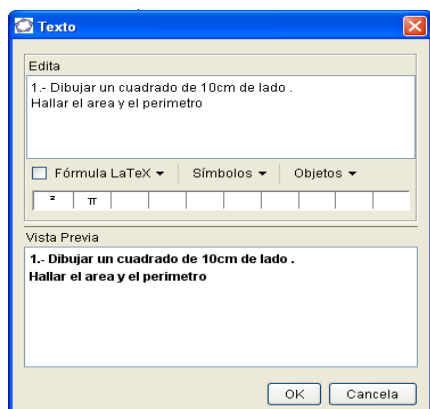 Texto
Edita
1.- Dibujar un cuadrado de 10cm de lado .
Hallar el area y el perimetro
Fórmula LaTeX Símbolos Objetos
² π
Vista Previa
1.- Dibujar un cuadrado de 10cm de lado .
Hallar el area y el perimetro
OK Cancela